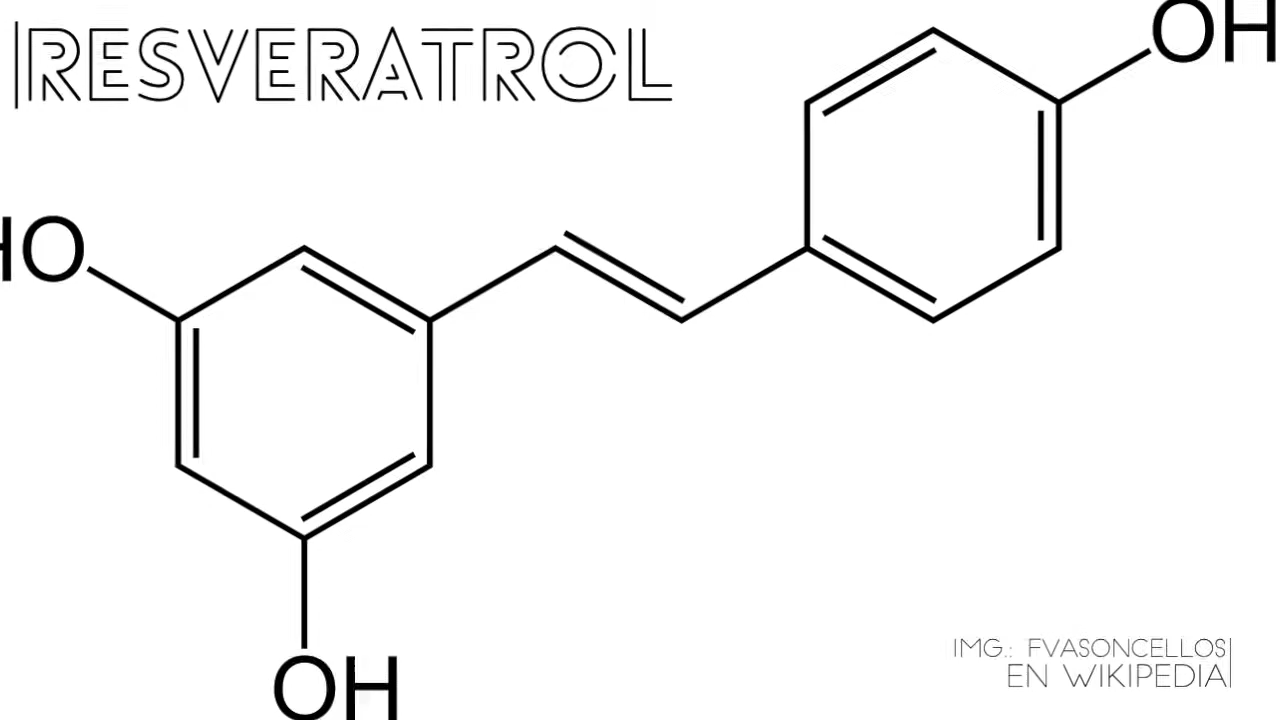 RESVERATROL
OH
HO
OH
IMG.: FVASONCELLOS
EN WIKIPEDIA